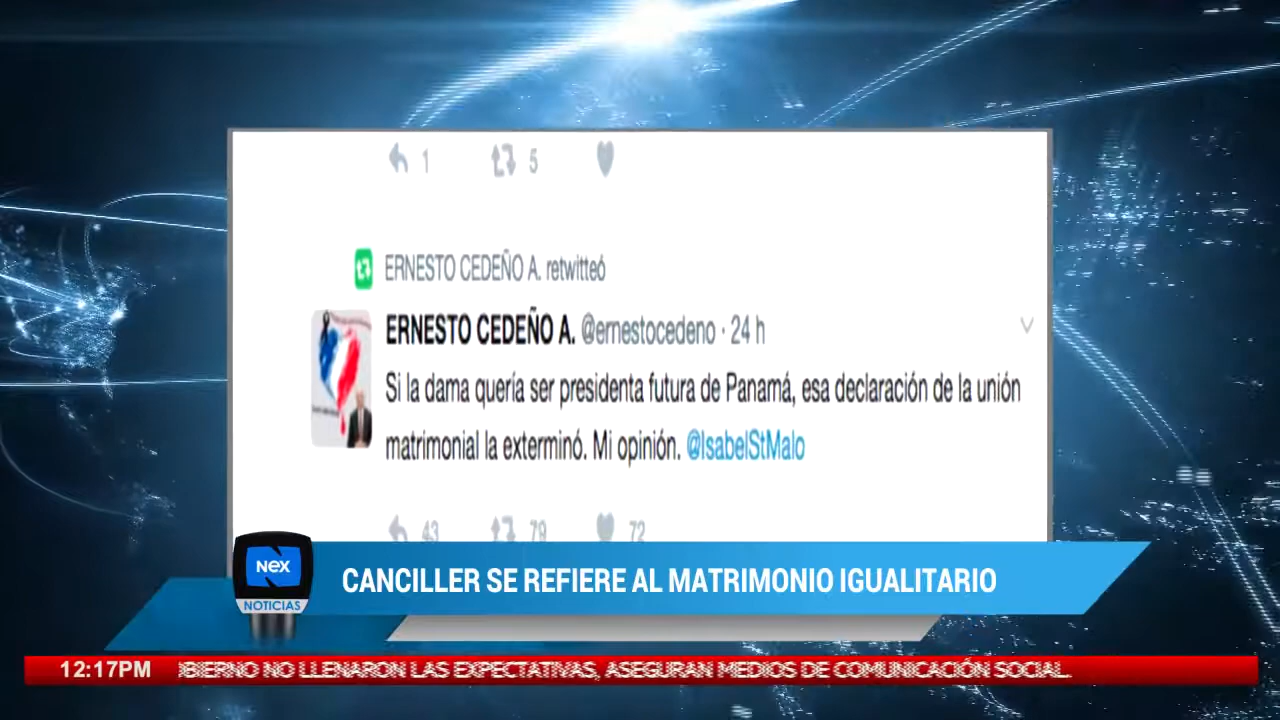 1 5
ERNESTO CEDEÑO A. retwitteó
ERNESTO CEDEÑO A. @ernestocedeno · 24 h
Si la dama quería ser presidenta futura de Panamá, esa declaración de la unión
matrimonial la exterminó. Mi opinión. @IsabelStMalo
43 79 72
NEX
NOTICIAS
CANCILLER SE REFIERE AL MATRIMONIO IGUALITARIO
12:17PM IBIERNO NO LLENARON LAS EXPECTATIVAS, ASEGURAN MEDIOS DE COMUNICACIÓN SOCIAL.